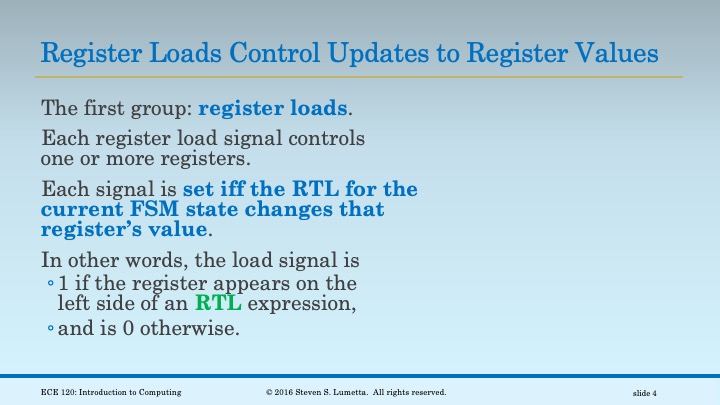 Register Loads Control Updates to Register Values
The first group: register loads.
Each register load signal controls
one or more registers.
Each signal is set iff the RTL for the
current FSM state changes that
register’s value.
In other words, the load signal is
◦ 1 if the register appears on the
left side of an RTL expression,
◦ and is 0 otherwise.
ECE 120: Introduction to Computing
© 2016 Steven S. Lumetta. All rights reserved.
slide 4